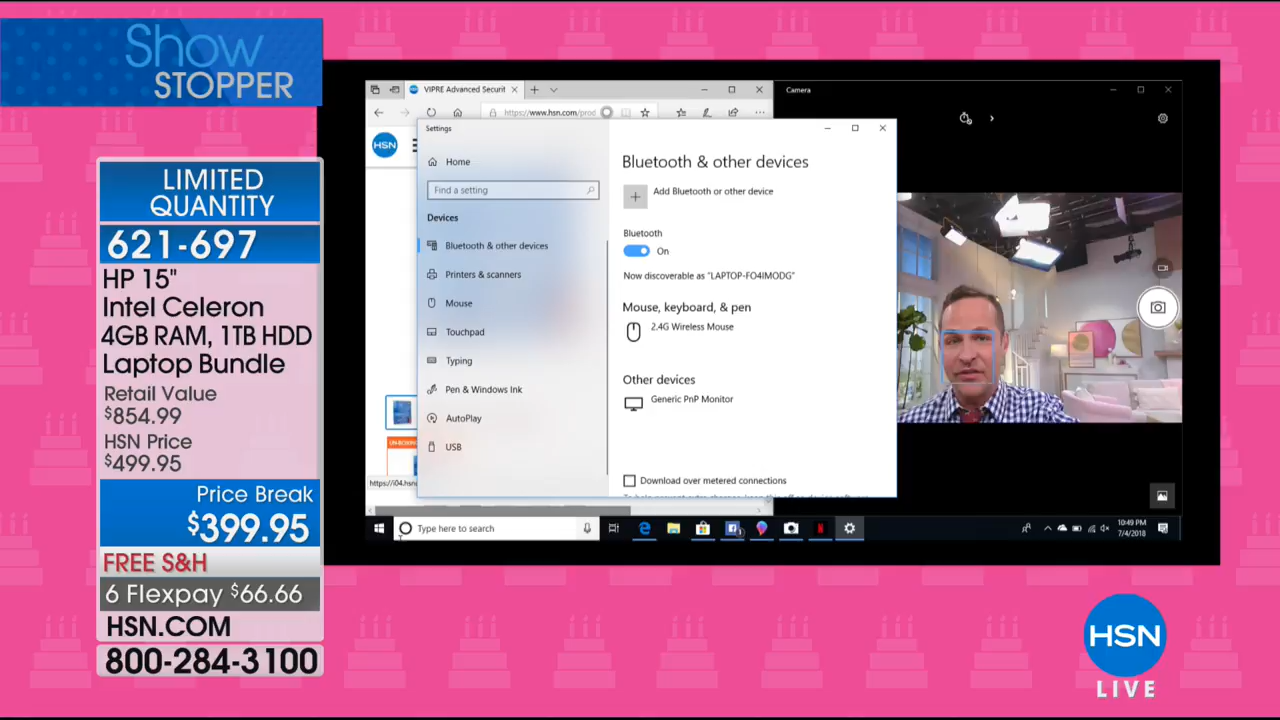 Show
STOPPER
LIMITED
QUANTITY
621-697
HP 15"
Intel Celeron
4GB RAM, 1TB HDD
Laptop Bundle
Retail Value
$854.99
HSN Price
$499.95
Price Break
$399.95
FREE S&H
6 Flexpay $66.66
HSN.COM
800-284-3100
VIPRE Advanced Securit
https://www.hsn.com/prod
HSN
Settings
Home
Find a setting
Devices
Bluetooth & other devices
Printers & scanners
Mouse
Touchpad
Typing
Pen & Windows Ink
AutoPlay
USB
Bluetooth & other devices
Add Bluetooth or other device
Bluetooth
On
Now discoverable as "LAPTOP-FO4IMODG"
Mouse, keyboard, & pen
2.4G Wireless Mouse
Other devices
Generic PnP Monitor
Download over metered connections
Camera
https://i04.hsn
Type here to search
10:49 PM
7/4/2018
HSN
LIVE